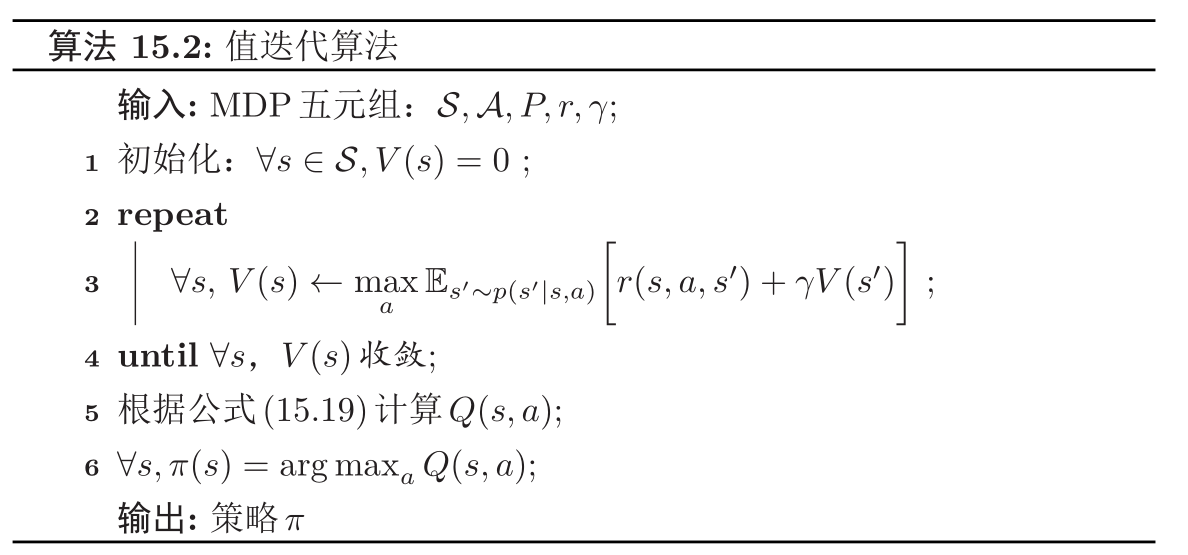 算法 15.2: 值迭代算法
输入: MDP 五元组：𝒮, 𝒜, P, r, γ;
1 初始化：∀s ∈ 𝒮, V(s) = 0 ;
2 repeat
3 ∀s, V(s) ← max_a 𝔼_{s′∼p(s′|s,a)}[r(s, a, s′) + γV(s′)] ;
4 until ∀s，V(s) 收敛;
5 根据公式 (15.19) 计算 Q(s, a);
6 ∀s, π(s) = arg max_a Q(s, a);
输出: 策略 π